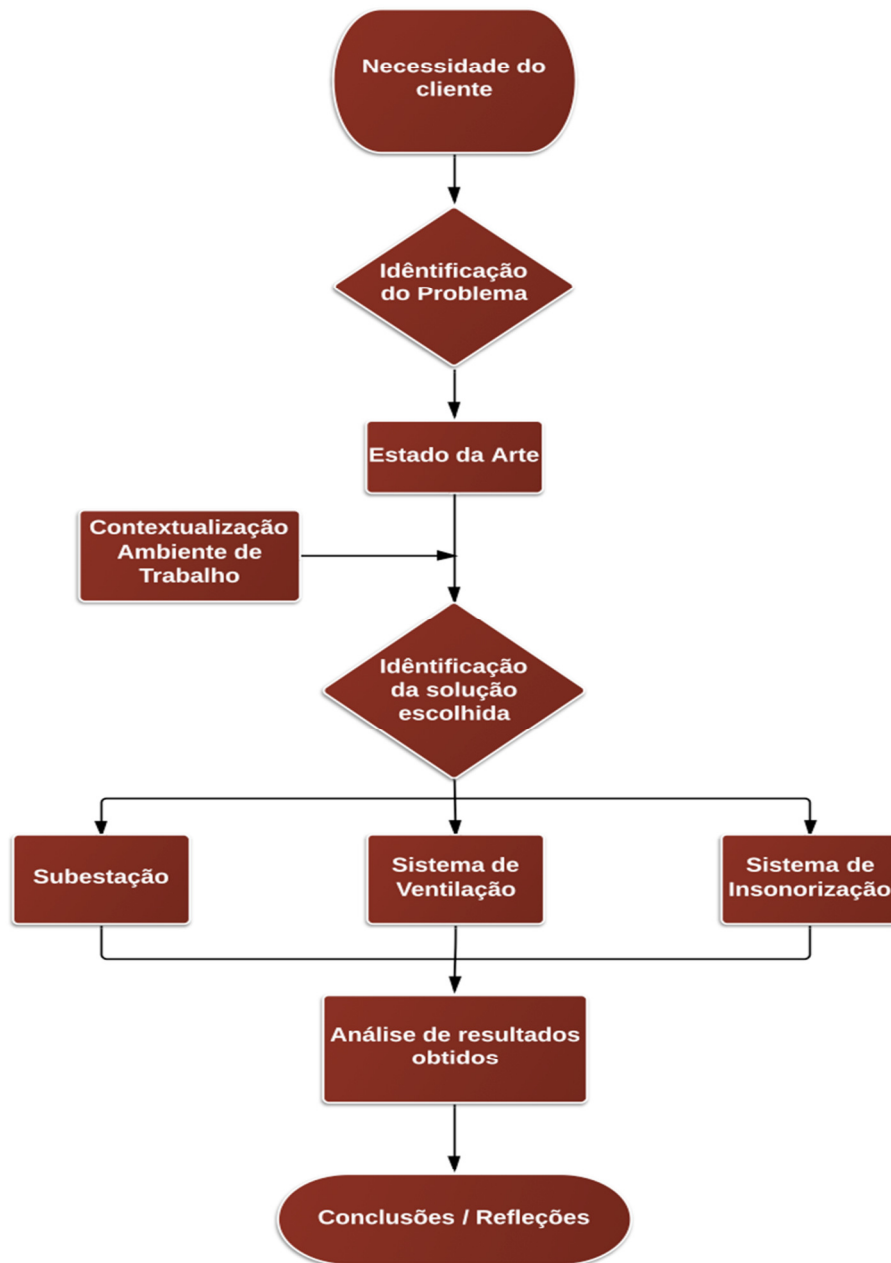 Necessidade do
cliente
Idêntificação
do Problema
Estado da Arte
Contextualização
Ambiente de
Trabalho
Idêntificação
da solução
escolhida
Subestação
Sistema de
Ventilação
Sistema de
Insonorização
Análise de resultados
obtidos
Conclusões / Refleções